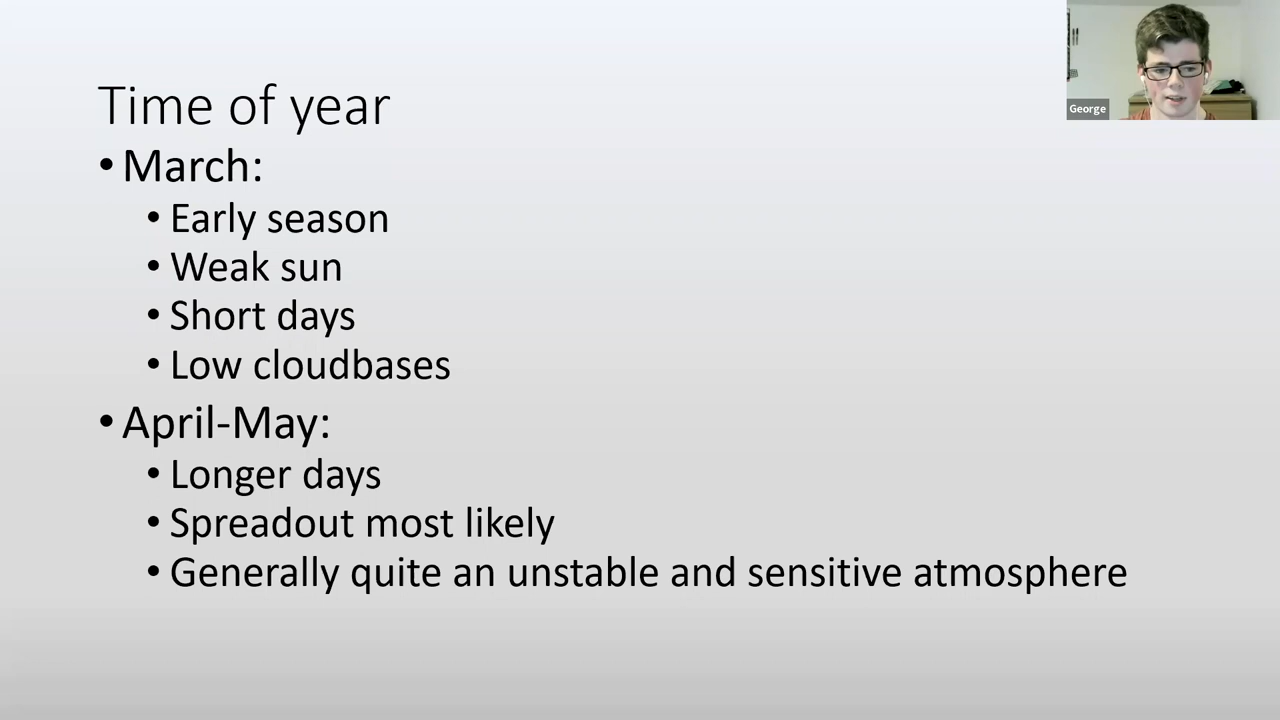 George
Time of year
• March:
• Early season
• Weak sun
• Short days
• Low cloudbases
• April-May:
• Longer days
• Spreadout most likely
• Generally quite an unstable and sensitive atmosphere